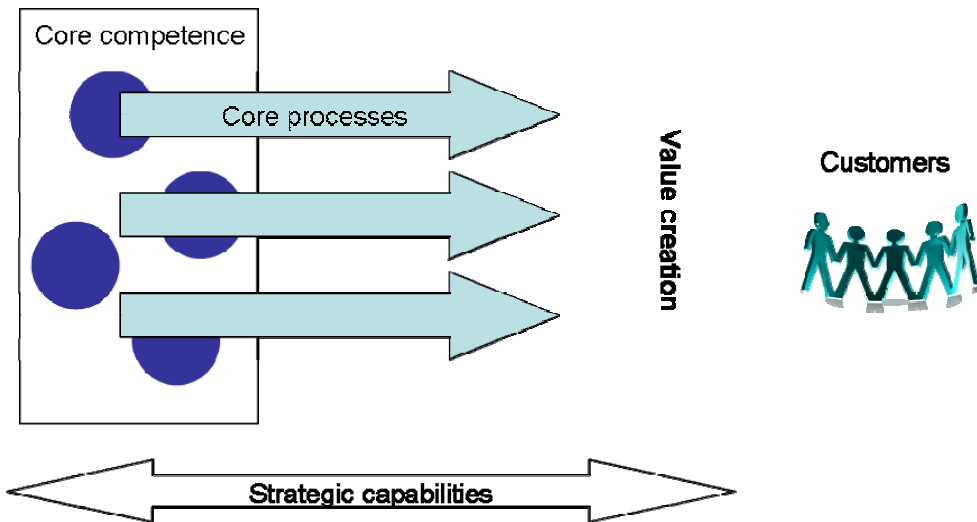 Core competence
Core processes
Value creation
Customers
Strategic capabilities